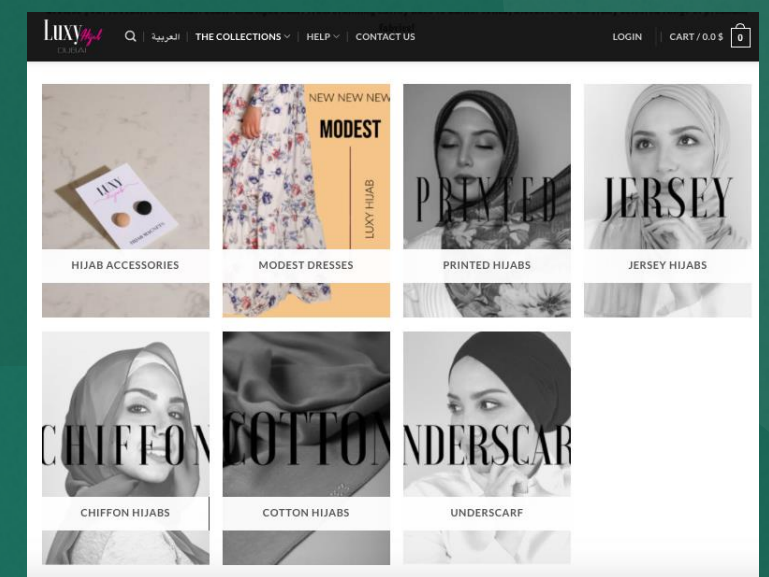 LUXY Hijab
DUBAI
العربية
THE COLLECTIONS
HELP
CONTACT US
LOGIN
CART / 0.0 $
0
LUXY
hijab
HIJAB ACCESSORIES
NEW NEW NEW
MODEST
LUXY HIJAB
MODEST DRESSES
PRINTED
PRINTED HIJABS
JERSEY
JERSEY HIJABS
CHIFFON
CHIFFON HIJABS
COTTON
COTTON HIJABS
NDERSCAR
UNDERSCARF